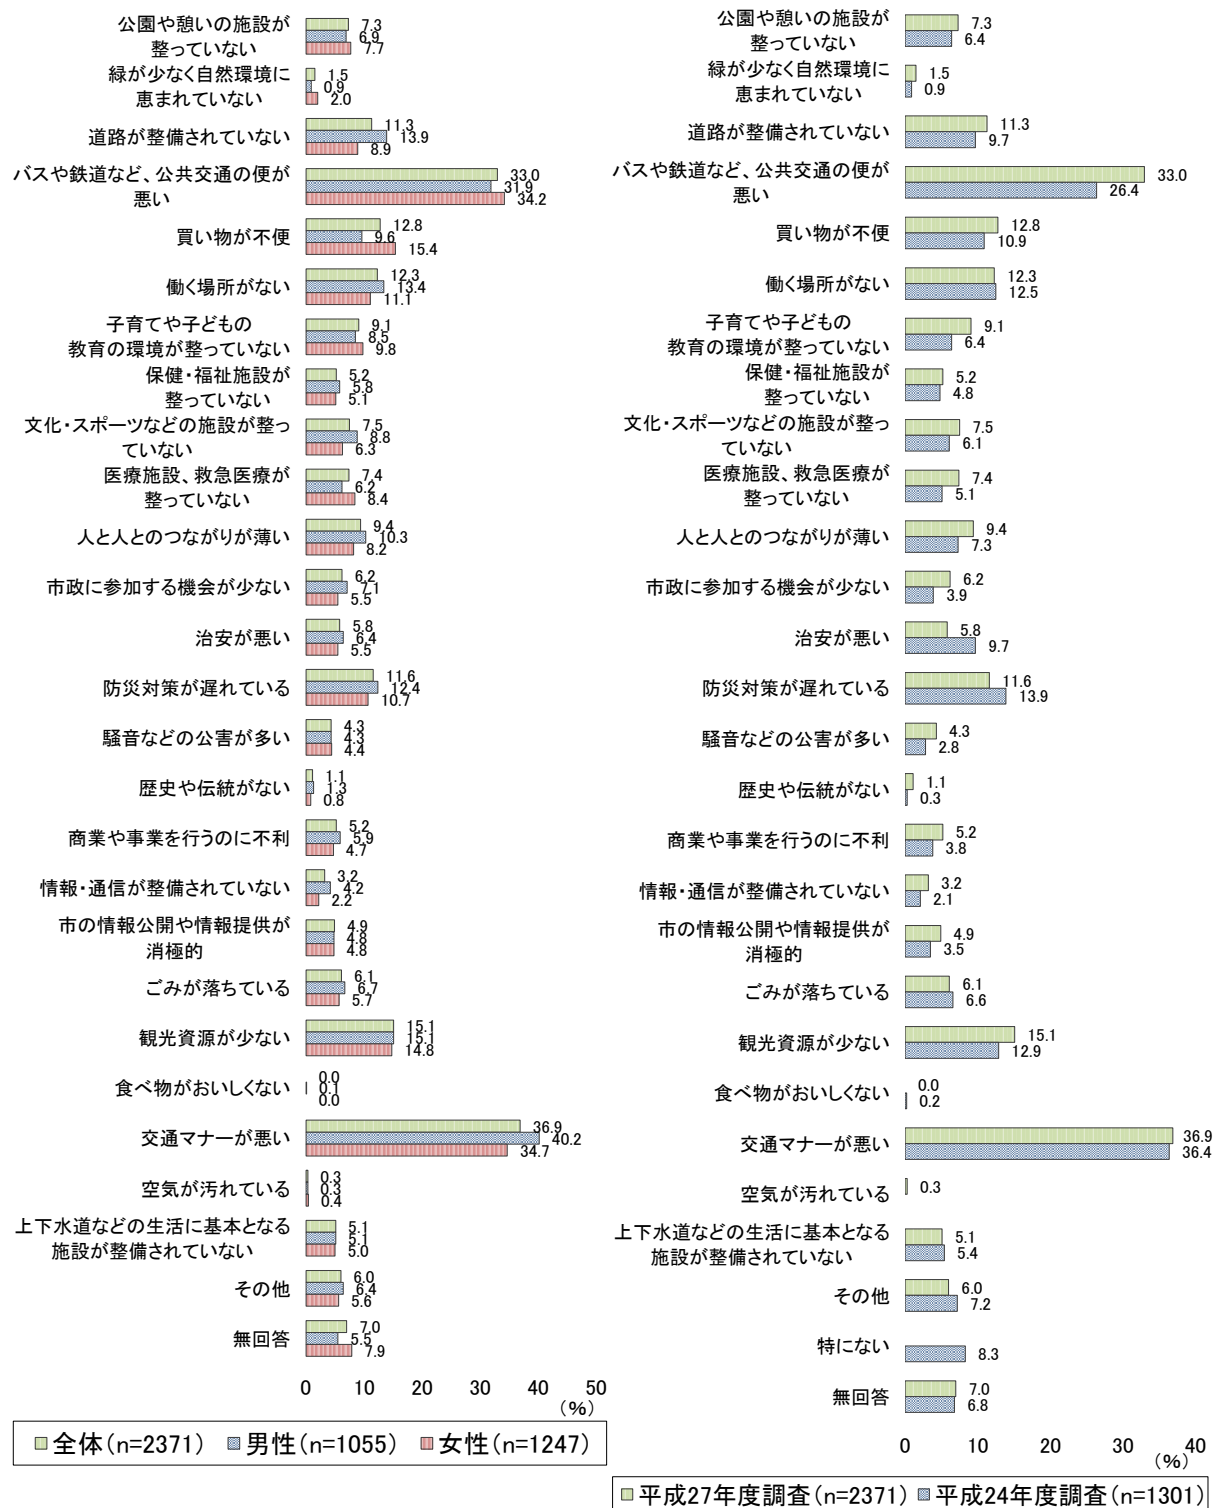 公園や憩いの施設が
整っていない
7.3
6.9
7.7
緑が少なく自然環境に
恵まれていない
1.5
0.9
2.0
道路が整備されていない
11.3
13.9
8.9
バスや鉄道など、公共交通の便が
悪い
33.0
31.9
34.2
買い物が不便
12.8
9.6
15.4
働く場所がない
12.3
13.4
11.1
子育てや子どもの
教育の環境が整っていない
9.1
8.5
9.8
保健・福祉施設が
整っていない
5.2
5.8
5.1
文化・スポーツなどの施設が整っ
ていない
7.5
8.8
6.3
医療施設、救急医療が
整っていない
7.4
6.2
8.4
人と人とのつながりが薄い
9.4
10.3
8.2
市政に参加する機会が少ない
6.2
7.1
5.5
治安が悪い
5.8
6.4
5.5
防災対策が遅れている
11.6
12.4
10.7
騒音などの公害が多い
4.3
4.3
4.4
歴史や伝統がない
1.1
1.3
0.8
商業や事業を行うのに不利
5.2
5.9
4.7
情報・通信が整備されていない
3.2
4.2
2.2
市の情報公開や情報提供が
消極的
4.9
4.8
4.8
ごみが落ちている
6.1
6.7
5.7
観光資源が少ない
15.1
15.1
14.8
食べ物がおいしくない
0.0
0.1
0.0
交通マナーが悪い
36.9
40.2
34.7
空気が汚れている
0.3
0.3
0.4
上下水道などの生活に基本となる
施設が整備されていない
5.1
5.1
5.0
その他
6.0
6.4
5.6
無回答
7.0
5.5
7.9
0 10 20 30 40 50
(%)
全体(n=2371) 男性(n=1055) 女性(n=1247)
公園や憩いの施設が
整っていない
7.3
6.4
緑が少なく自然環境に
恵まれていない
1.5
0.9
道路が整備されていない
11.3
9.7
バスや鉄道など、公共交通の便が
悪い
33.0
26.4
買い物が不便
12.8
10.9
働く場所がない
12.3
12.5
子育てや子どもの
教育の環境が整っていない
9.1
6.4
保健・福祉施設が
整っていない
5.2
4.8
文化・スポーツなどの施設が整っ
ていない
7.5
6.1
医療施設、救急医療が
整っていない
7.4
5.1
人と人とのつながりが薄い
9.4
7.3
市政に参加する機会が少ない
6.2
3.9
治安が悪い
5.8
9.7
防災対策が遅れている
11.6
13.9
騒音などの公害が多い
4.3
2.8
歴史や伝統がない
1.1
0.3
商業や事業を行うのに不利
5.2
3.8
情報・通信が整備されていない
3.2
2.1
市の情報公開や情報提供が
消極的
4.9
3.5
ごみが落ちている
6.1
6.6
観光資源が少ない
15.1
12.9
食べ物がおいしくない
0.0
0.2
交通マナーが悪い
36.9
36.4
空気が汚れている
0.3
上下水道などの生活に基本となる
施設が整備されていない
5.1
5.4
その他
6.0
7.2
特にない
8.3
無回答
7.0
6.8
0 10 20 30 40
(%)
平成27年度調査(n=2371) 平成24年度調査(n=1301)